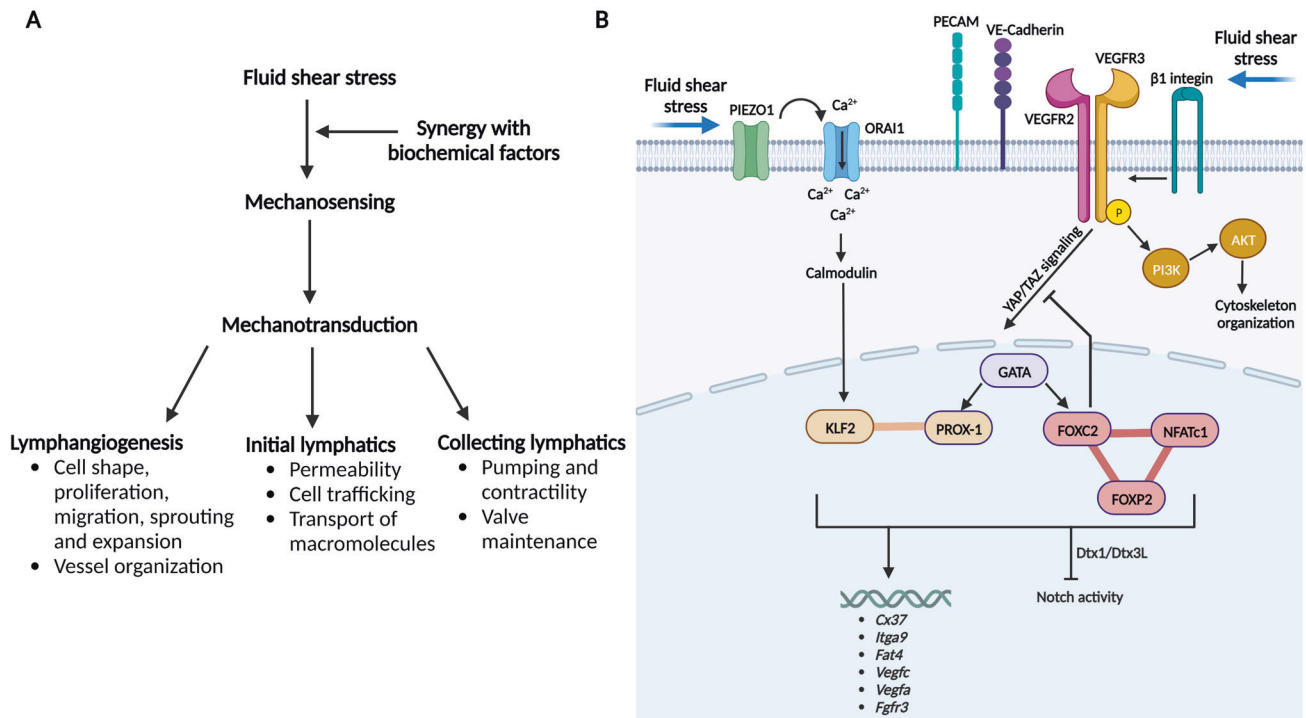 A
Fluid shear stress
Synergy with
biochemical factors
Mechanosensing
Mechanotransduction
Lymphangiogenesis
• Cell shape,
proliferation,
migration, sprouting
and expansion
• Vessel organization
Initial lymphatics
• Permeability
• Cell trafficking
• Transport of
macromolecules
Collecting lymphatics
• Pumping and
contractility
• Valve
maintenance
B
Fluid shear
stress
PIEZO1
Ca²⁺
ORAI1
PECAM
VE-Cadherin
VEGFR3
VEGFR2
β1 integin
Fluid shear
stress
Ca²⁺ Ca²⁺
Ca²⁺
Calmodulin
P
PI3K
AKT
Cytoskeleton
organization
YAP/TAZ signaling
GATA
KLF2
PROX-1
FOXC2
NFATc1
FOXP2
Dtx1/Dtx3L
Notch activity
• Cx37
• Itga9
• Fat4
• Vegfc
• Vegfa
• Fgfr3